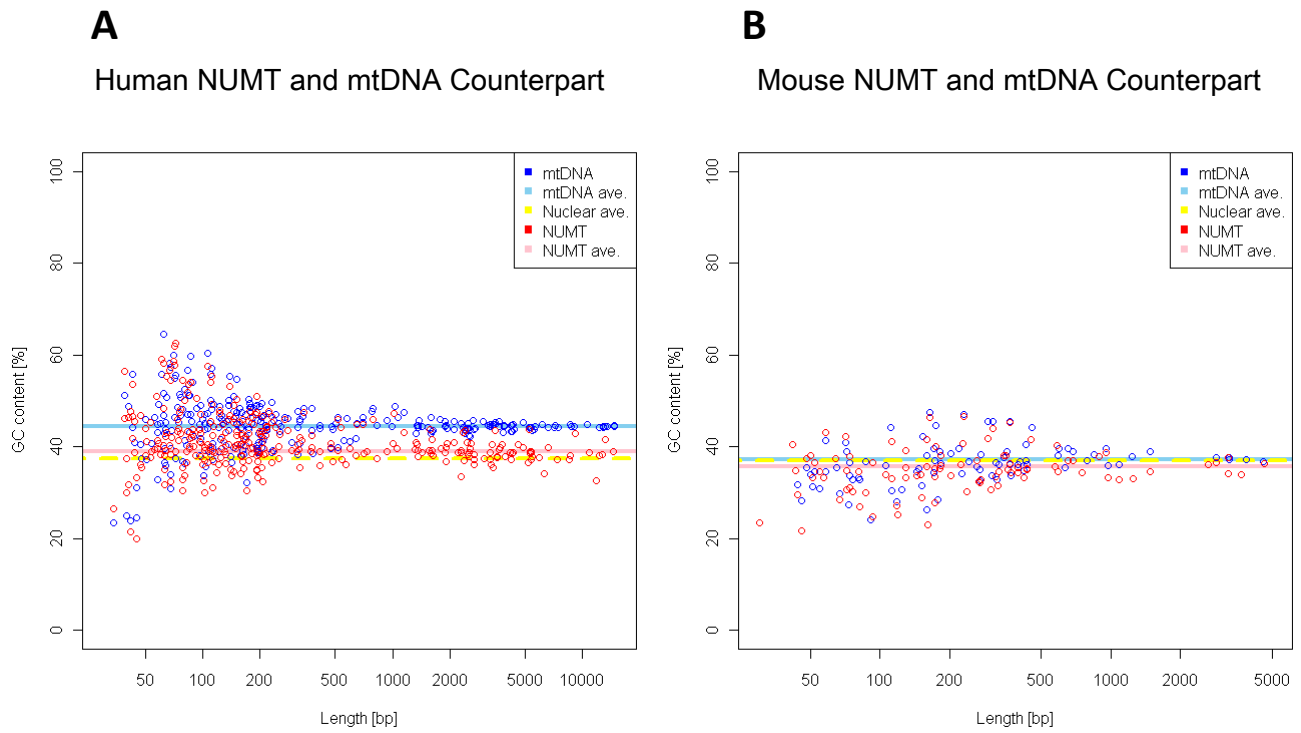 A
Human NUMT and mtDNA Counterpart
GC content [%]
100
80
60
40
20
0
mtDNA
mtDNA ave.
Nuclear ave.
NUMT
NUMT ave.
50 100 200 500 1000 2000 5000 10000
Length [bp]
B
Mouse NUMT and mtDNA Counterpart
GC content [%]
100
80
60
40
20
0
mtDNA
mtDNA ave.
Nuclear ave.
NUMT
NUMT ave.
50 100 200 500 1000 2000 5000
Length [bp]